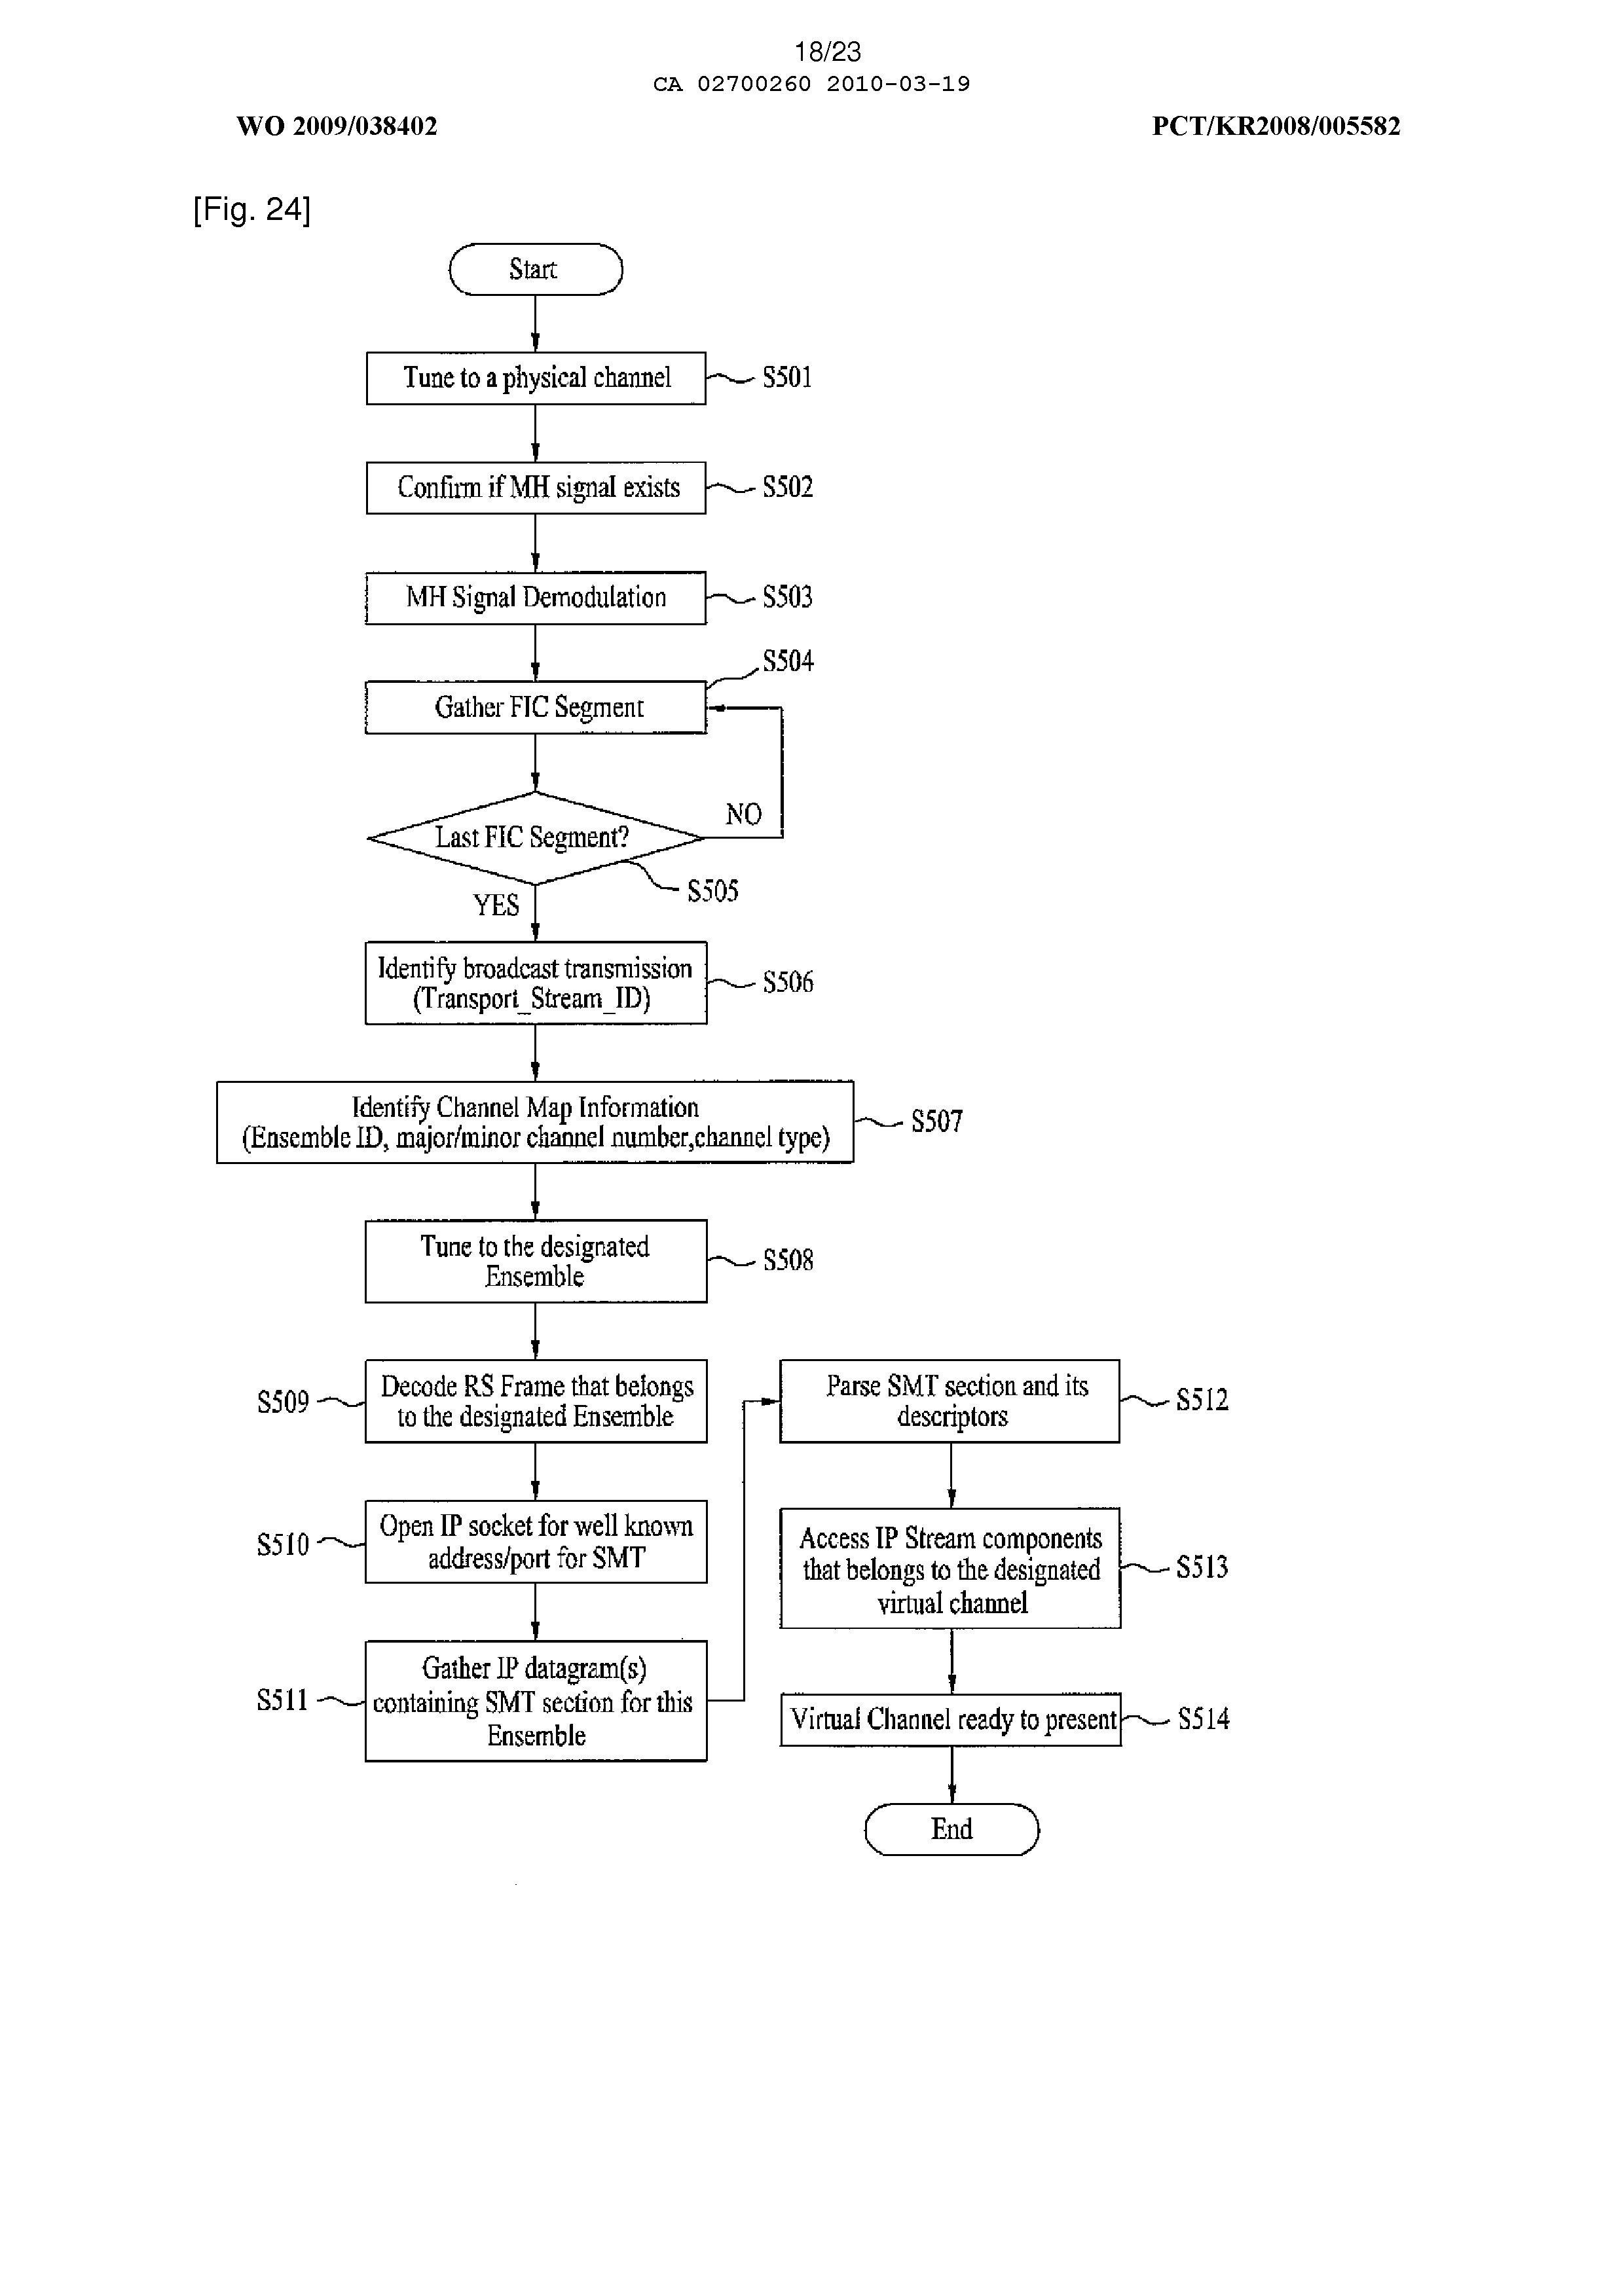 18/23
CA 02700260 2010-03-19
WO 2009/038402
PCT/KR2008/005582
[Fig. 24]
Start
Tune to a physical channel
S501
Confirm if MH signal exists
S502
MH Signal Demodulation
S503
S504
Gather FIC Segment
NO
Last FIC Segment?
S505
YES
Identify broadcast transmission
(Transport_Stream_ID)
S506
Identify Channel Map Information
(Ensemble ID, major/minor channel number,channel type)
S507
Tune to the designated
Ensemble
S508
S509
Decode RS Frame that belongs
to the designated Ensemble
S510
Open IP socket for well known
address/port for SMT
S511
Gather IP datagram(s)
containing SMT section for this
Ensemble
Parse SMT section and its
descriptors
S512
Access IP Stream components
that belongs to the designated
virtual channel
S513
Virtual Channel ready to present
S514
End